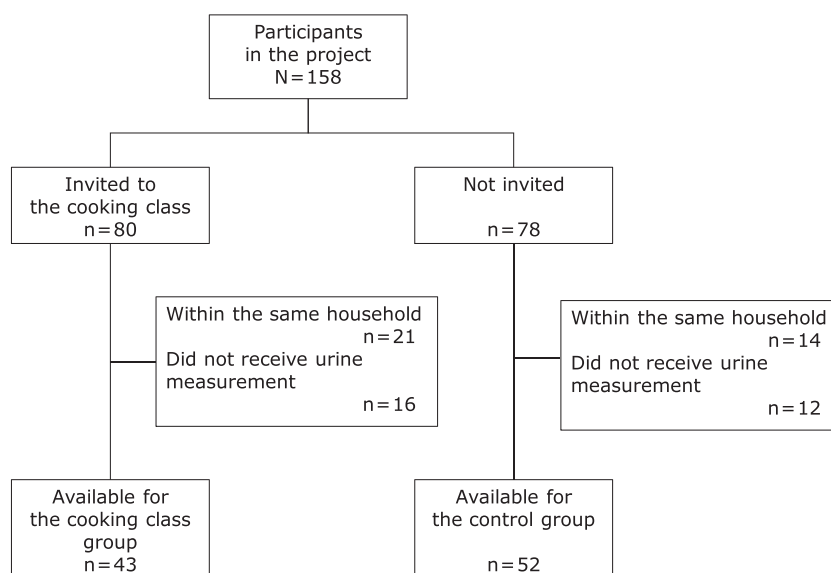 Participants
in the project
N=158
Invited to
the cooking class
n=80
Not invited
n=78
Within the same household
n=21
Did not receive urine
measurement
n=16
Within the same household
n=14
Did not receive urine
measurement
n=12
Available for
the cooking class
group
n=43
Available for
the control group
n=52